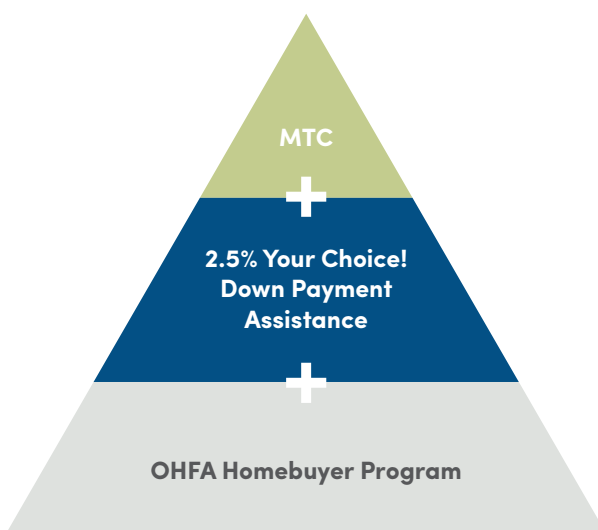 MTC
2.5% Your Choice!
Down Payment
Assistance
OHFA Homebuyer Program